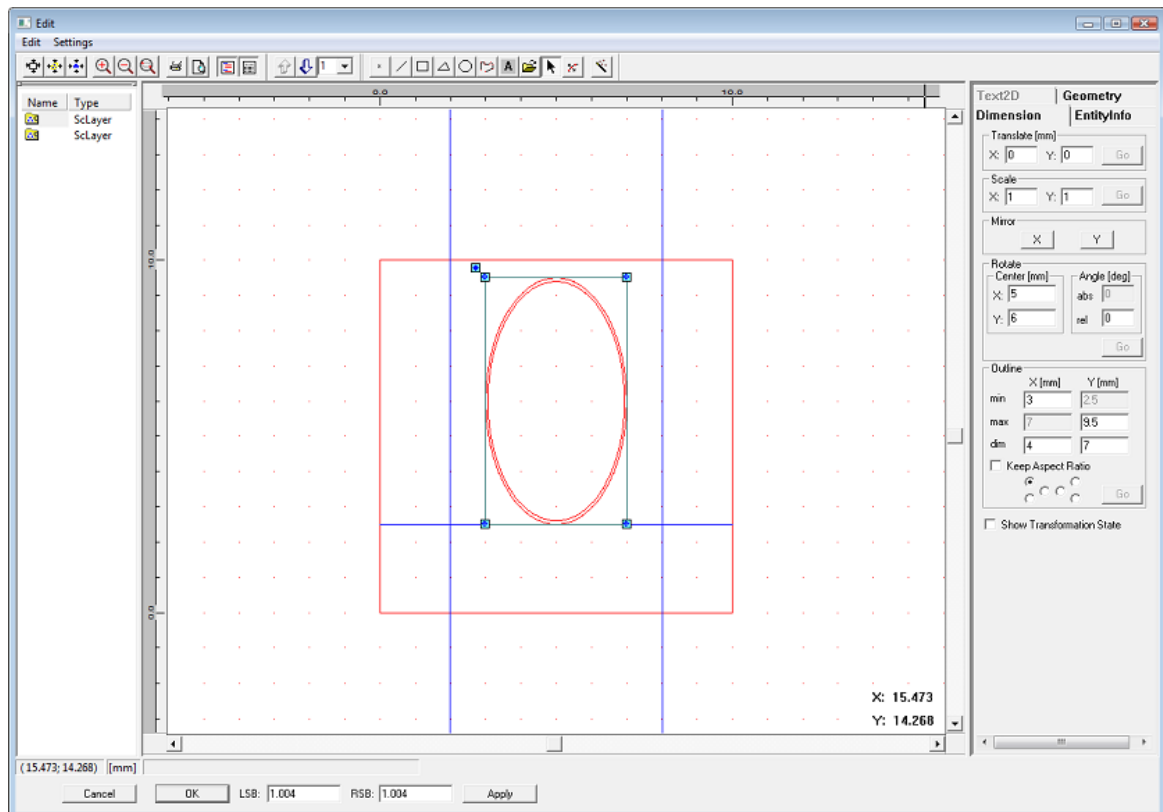 Edit
Edit Settings
1
A
Name Type
ScLayer
ScLayer
0.0 10.0
10.0
0.0
X: 15.473
Y: 14.268
Text2D Geometry
Dimension EntityInfo
Translate [mm]
X: 0 Y: 0 Go
Scale
X: 1 Y: 1 Go
Mirror
X Y
Rotate
Center [mm] Angle [deg]
X: 5 abs 0
Y: 6 rel 0
Go
Outline
X [mm] Y [mm]
min 3 2.5
max 7 9.5
dim 4 7
Keep Aspect Ratio
Go
Show Transformation State
(15.473; 14.268) [mm]
Cancel OK LSB: 1.004 RSB: 1.004 Apply